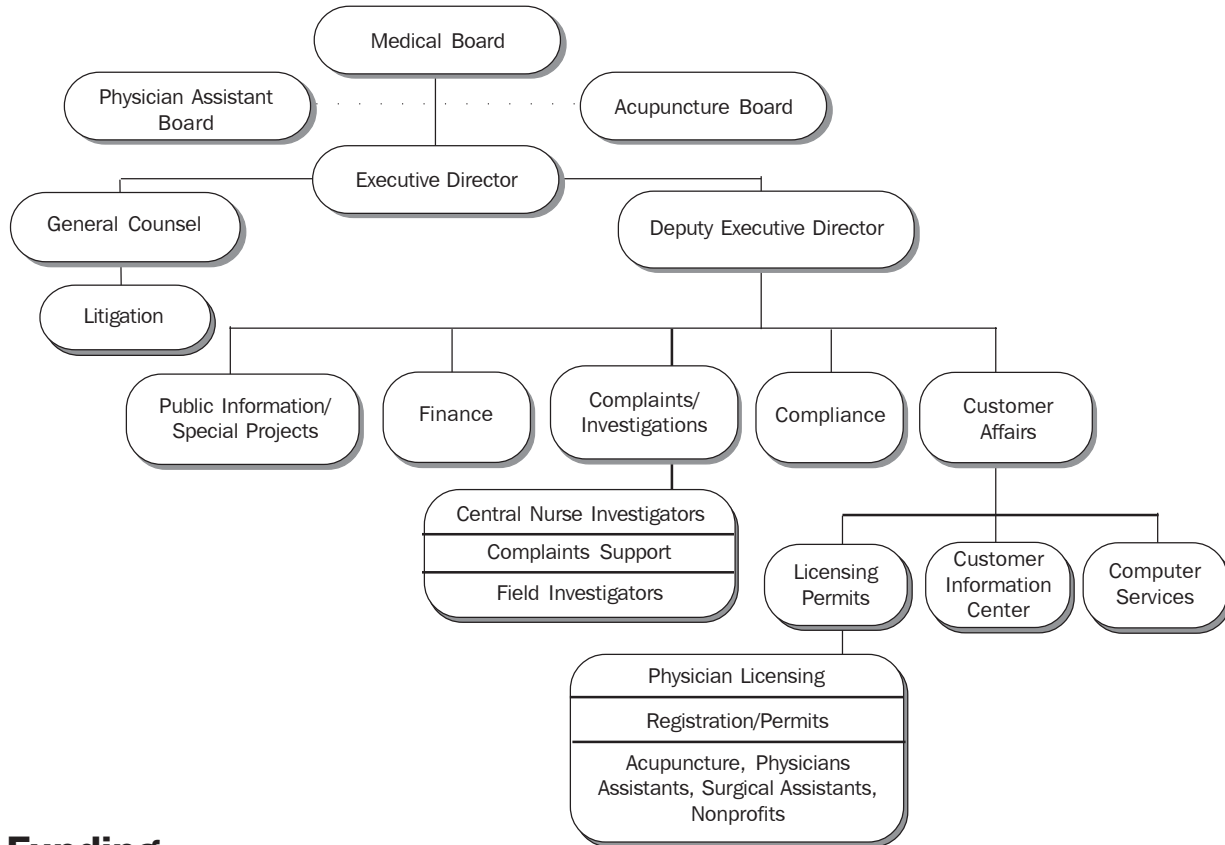 Medical Board
Physician Assistant
Board
Acupuncture Board
Executive Director
General Counsel
Deputy Executive Director
Litigation
Public Information/
Special Projects
Finance
Complaints/
Investigations
Compliance
Customer
Affairs
Central Nurse Investigators
Complaints Support
Field Investigators
Licensing
Permits
Customer
Information
Center
Computer
Services
Physician Licensing
Registration/Permits
Acupuncture, Physicians
Assistants, Surgical Assistants,
Nonprofits
Funding